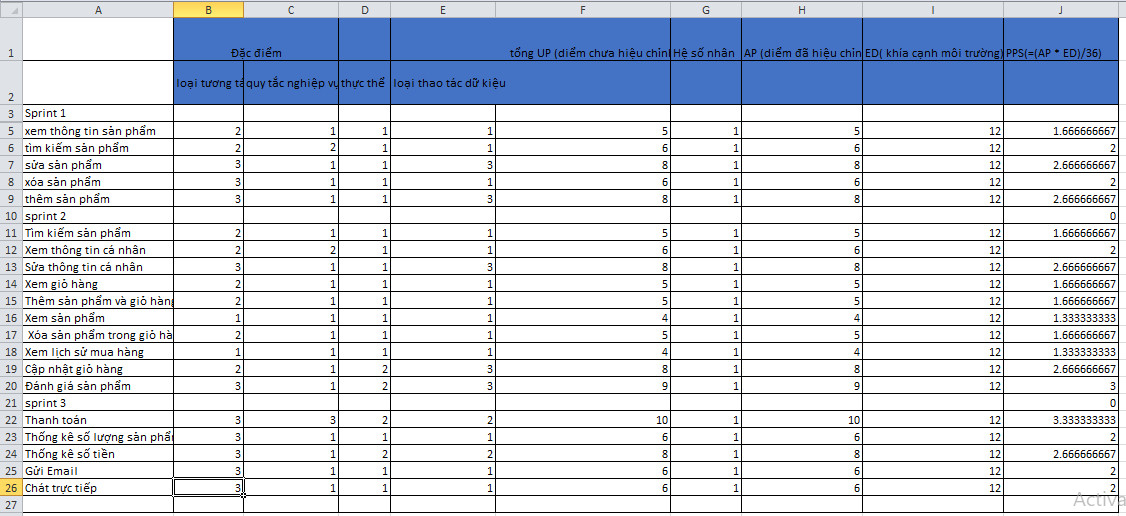 A B C D E F G H I J
1 Đặc điểm tổng UP (điểm chưa hiệu chỉnh Hệ số nhân AP (điểm đã hiệu chỉn ED( khía cạnh môi trường) PPS(=(AP * ED)/36)
2 loại tương tá quy tắc nghiệp vụ thực thể loại thao tác dữ kiệu
3 Sprint 1
5 xem thông tin sản phẩm 2 1 1 1 5 1 5 12 1.666666667
6 tìm kiếm sản phẩm 2 2 1 1 6 1 6 12 2
7 sửa sản phẩm 3 1 1 3 8 1 8 12 2.666666667
8 xóa sản phẩm 3 1 1 1 6 1 6 12 2
9 thêm sản phẩm 3 1 1 3 8 1 8 12 2.666666667
10 sprint 2 0
11 Tìm kiếm sản phẩm 2 1 1 1 5 1 5 12 1.666666667
12 Xem thông tin cá nhân 2 2 1 1 6 1 6 12 2
13 Sửa thông tin cá nhân 3 1 1 3 8 1 8 12 2.666666667
14 Xem giỏ hàng 2 1 1 1 5 1 5 12 1.666666667
15 Thêm sản phẩm và giỏ hàng 2 1 1 1 5 1 5 12 1.666666667
16 Xem sản phẩm 1 1 1 1 4 1 4 12 1.333333333
17 Xóa sản phẩm trong giỏ hà 2 1 1 1 5 1 5 12 1.666666667
18 Xem lịch sử mua hàng 1 1 1 1 4 1 4 12 1.333333333
19 Cập nhật giỏ hàng 2 1 2 3 8 1 8 12 2.666666667
20 Đánh giá sản phẩm 3 1 2 3 9 1 9 12 3
21 sprint 3 0
22 Thanh toán 3 3 2 2 10 1 10 12 3.333333333
23 Thống kê số lượng sản phẩ 3 1 1 1 6 1 6 12 2
24 Thống kê số tiền 3 1 2 2 8 1 8 12 2.666666667
25 Gửi Email 3 1 1 1 6 1 6 12 2
26 Chát trực tiếp 3 1 1 1 6 1 6 12 2
27
Activa